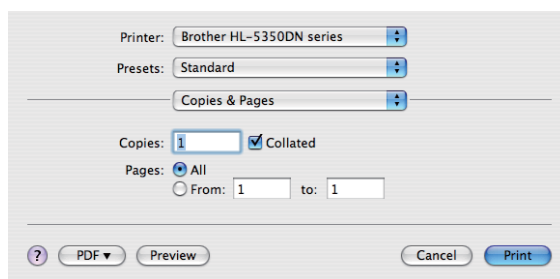 Printer: Brother HL-5350DN series
Presets: Standard
Copies & Pages
Copies: 1 Collated
Pages: All
From: 1 to: 1
? PDF ▼ Preview Cancel Print